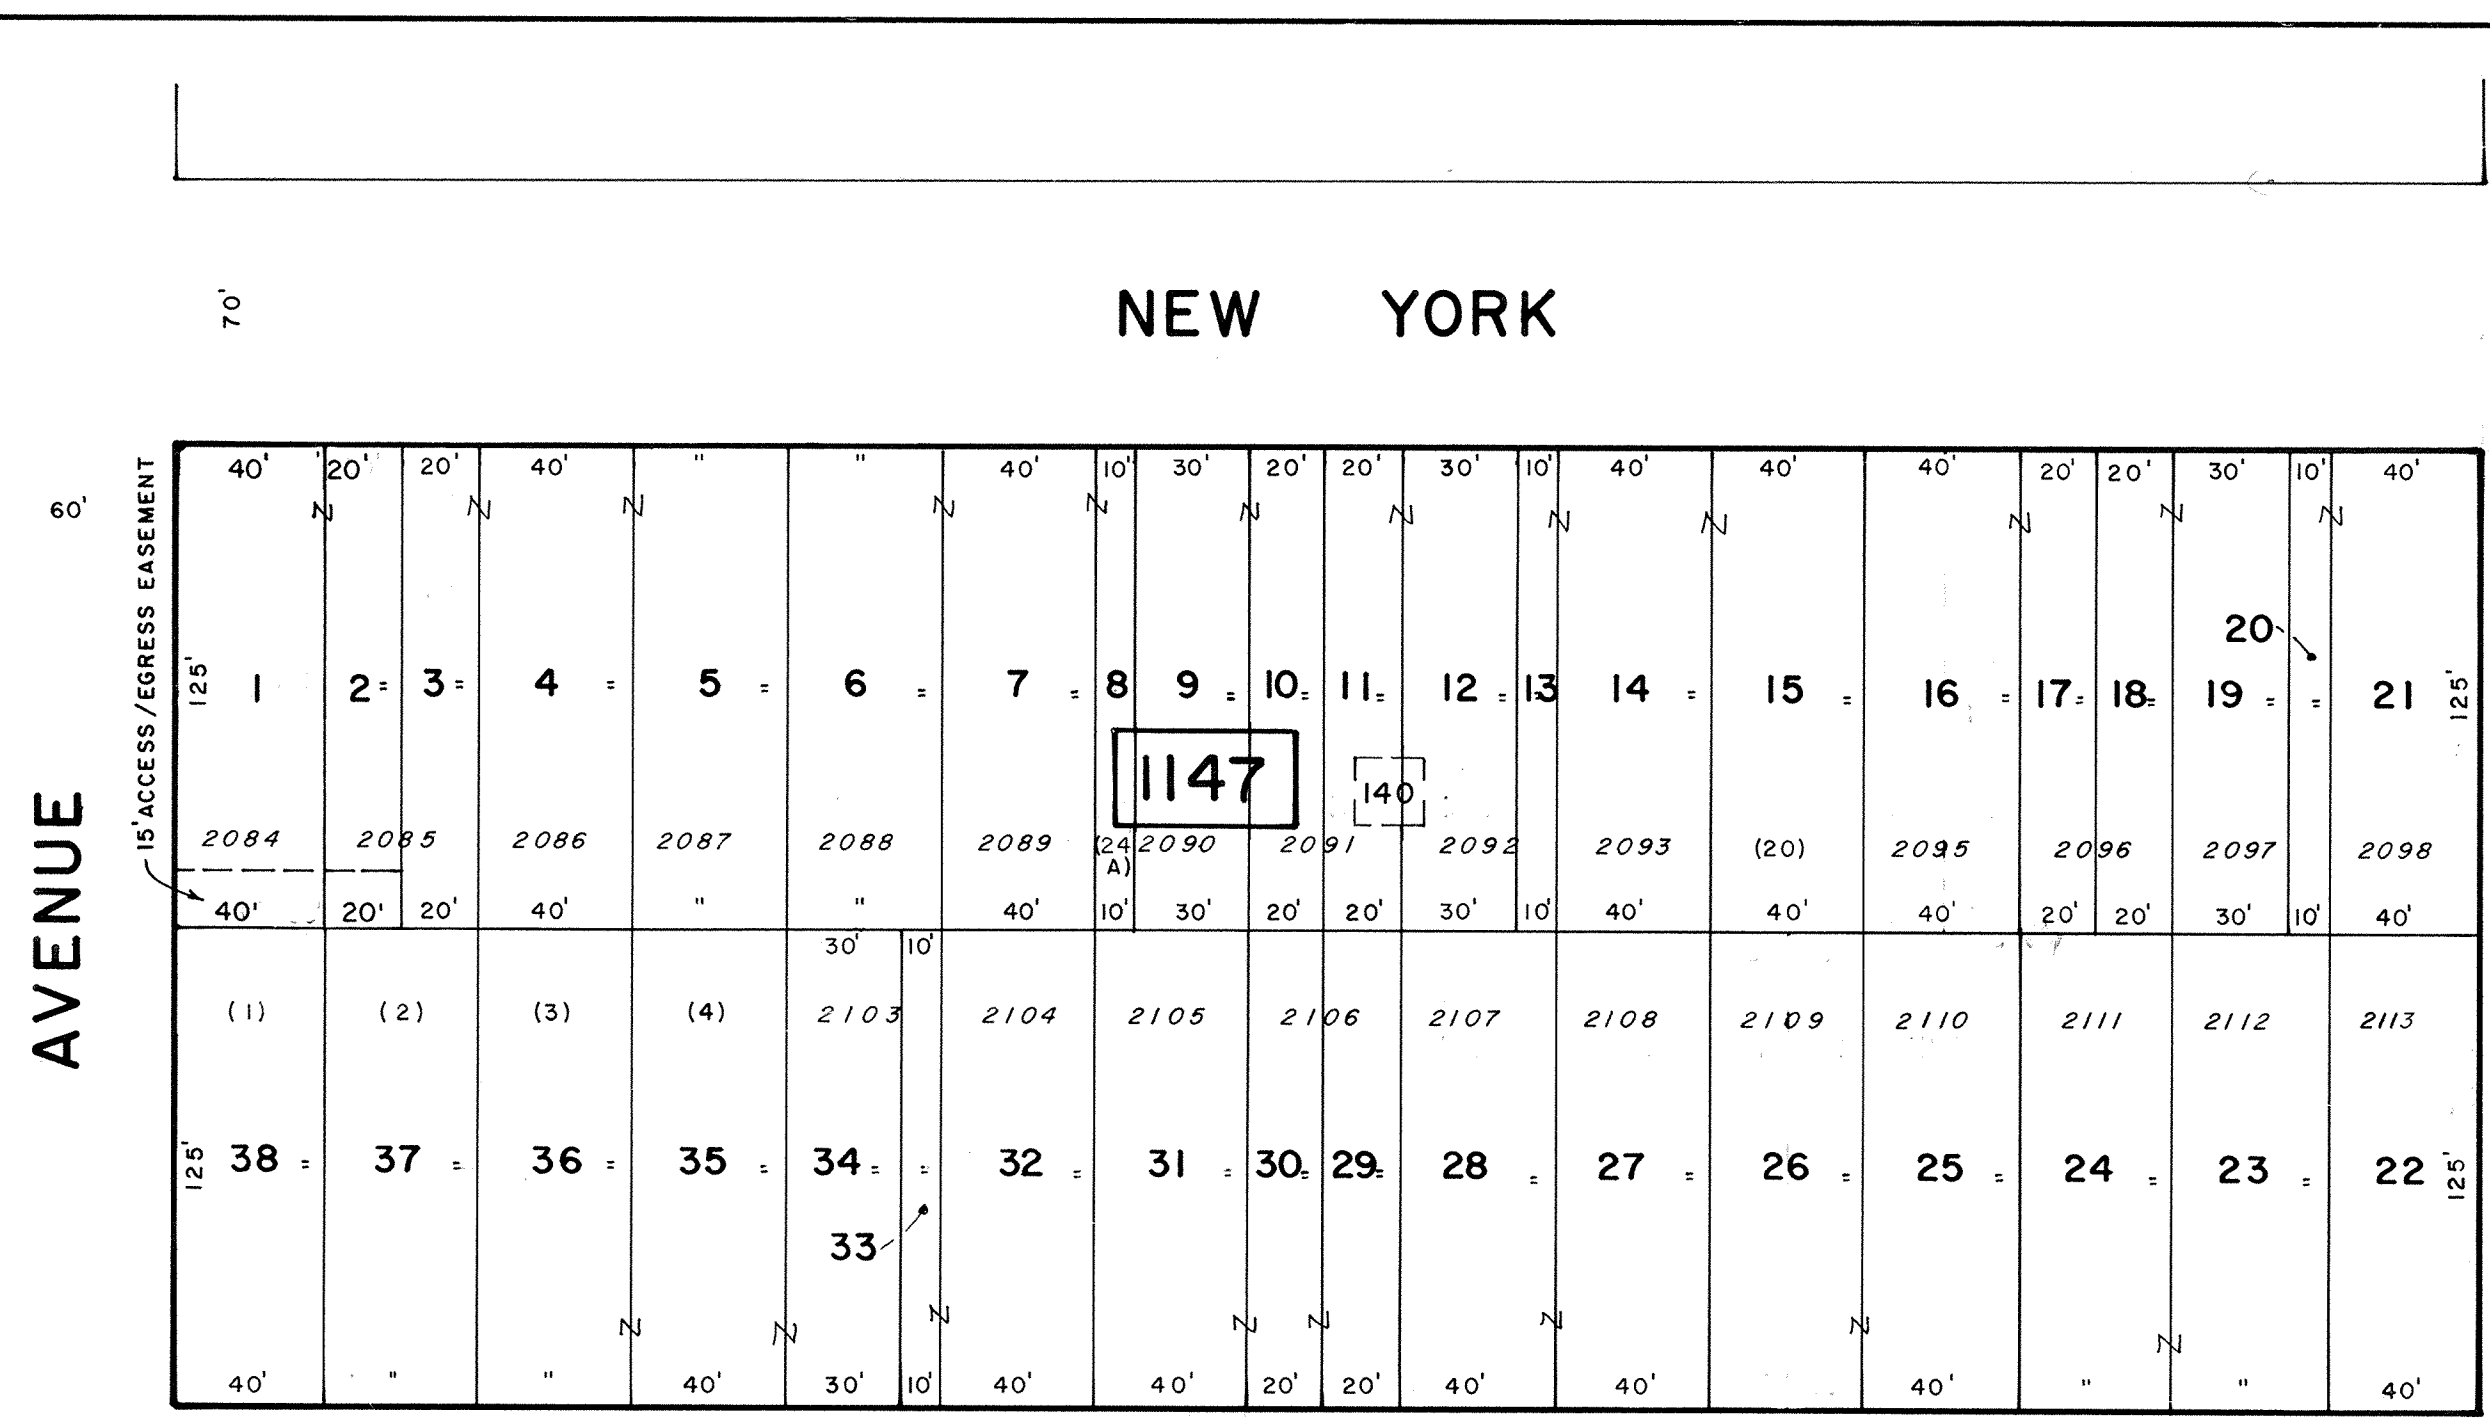 70'
NEW YORK
60'
AVENUE
15' ACCESS/EGRESS EASEMENT
40' 20' 20' 40' " " 40' 10' 30' 20' 20' 30' 10' 40' 40' 40' 20' 20' 30' 10' 40'
20
125' 1 2 = 3 = 4 = 5 = 6 = 7 = 8 9 = 10 = 11 = 12 = 13 14 = 15 = 16 = 17 = 18 = 19 = = 21 125'
1147 140
2084 2085 2086 2087 2088 2089 (24 2090 2091 2092 2093 (20) 2095 2096 2097 2098
A)
40' 20' 20' 40' " " 40' 10' 30' 20' 20' 30' 10' 40' 40' 40' 20' 20' 30' 10' 40'
30' 10'
(1) (2) (3) (4) 2103 2104 2105 2106 2107 2108 2109 2110 2111 2112 2113
125' 38 = 37 = 36 = 35 = 34 = = 32 = 31 = 30 = 29 = 28 = 27 = 26 = 25 = 24 = 23 = 22 125'
33
40' " " 40' 30' 10' 40' 40' 20' 20' 40' 40' 40' " " 40'